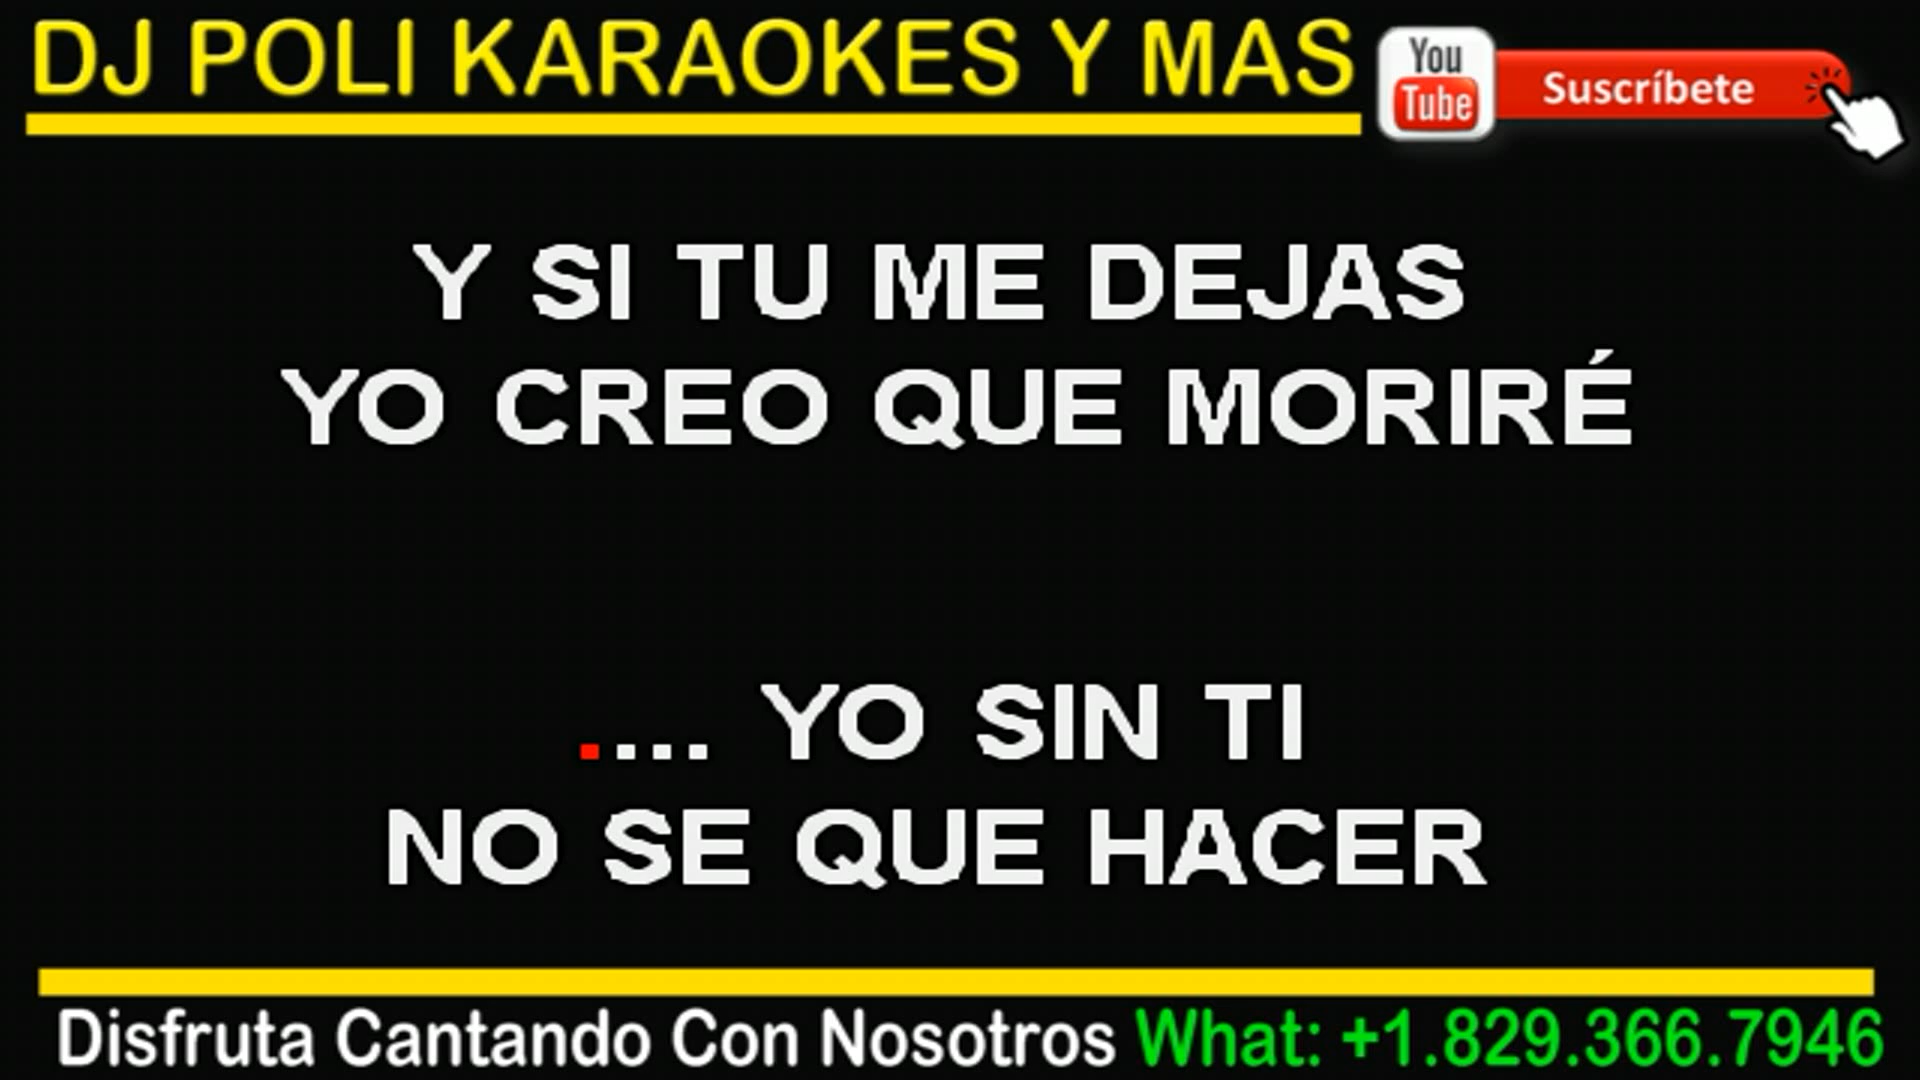 DJ POLI KARAOKES Y MAS
You Tube
Suscríbete
Y SI TU ME DEJAS
YO CREO QUE MORIRÉ
.... YO SIN TI
NO SE QUE HACER
Disfruta Cantando Con Nosotros What: +1.829.366.7946